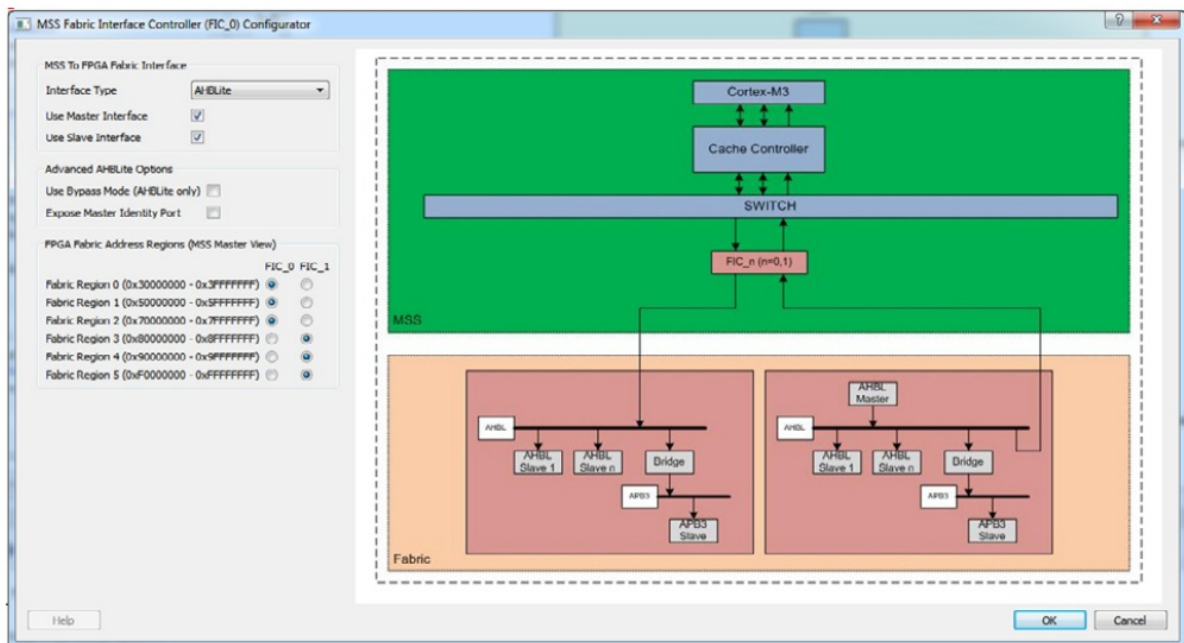 MSS Fabric Interface Controller (FIC_0) Configurator
MSS To FPGA Fabric Interface
Interface Type AHBLite
Use Master Interface
Use Slave Interface
Advanced AHBLite Options
Use Bypass Mode (AHBLite only)
Expose Master Identity Port
FPGA Fabric Address Regions (MSS Master View)
FIC_0 FIC_1
Fabric Region 0 (0x30000000 - 0x3FFFFFFF)
Fabric Region 1 (0x50000000 - 0x5FFFFFFF)
Fabric Region 2 (0x70000000 - 0x7FFFFFFF)
Fabric Region 3 (0x80000000 - 0x8FFFFFFF)
Fabric Region 4 (0x90000000 - 0x9FFFFFFF)
Fabric Region 5 (0xF0000000 - 0xFFFFFFFF)
Cortex-M3
Cache Controller
SWITCH
FIC_n (n=0,1)
MSS
AHBL
AHBL
Slave 1
AHBL
Slave n
Bridge
APB3
APB3
Slave
AHBL
Master
AHBL
AHBL
Slave 1
AHBL
Slave n
Bridge
APB3
APB3
Slave
Fabric
Help
OK
Cancel